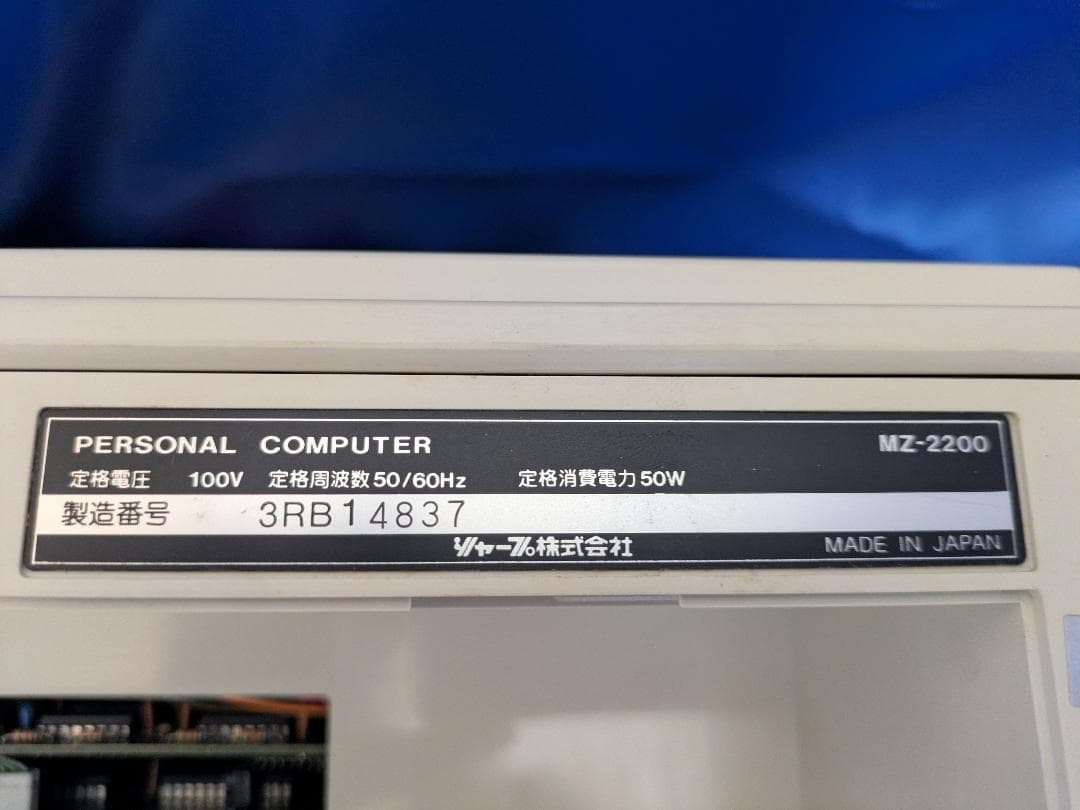 PERSONAL COMPUTER MZ-2200
定格電圧 100V 定格周波数 50/60Hz 定格消費電力 50W
製造番号 3RB14837
シャープ株式会社 MADE IN JAPAN